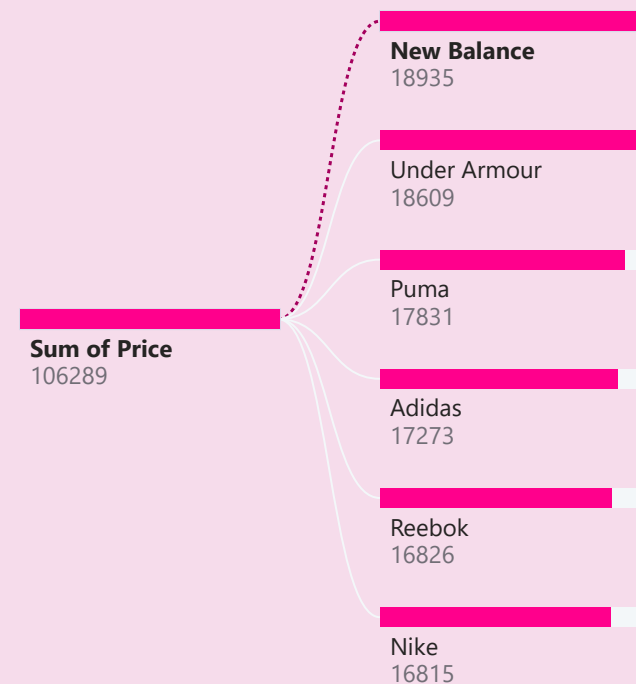 Sum of Price
106289
New Balance
18935
Under Armour
18609
Puma
17831
Adidas
17273
Reebok
16826
Nike
16815